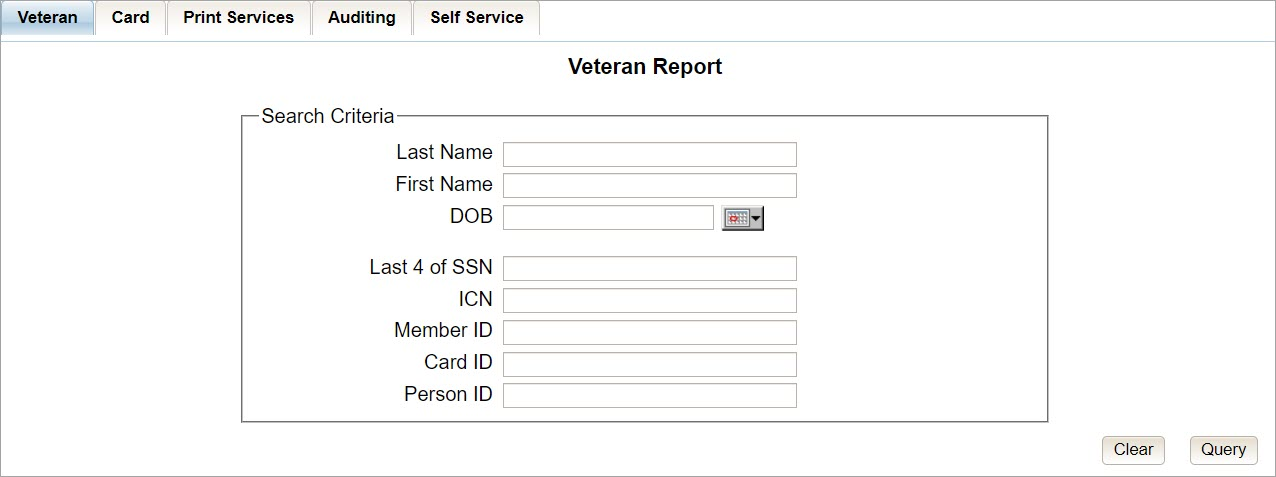 Veteran Card Print Services Auditing Self Service
Veteran Report
Search Criteria
Last Name
First Name
DOB
Last 4 of SSN
ICN
Member ID
Card ID
Person ID
Clear Query